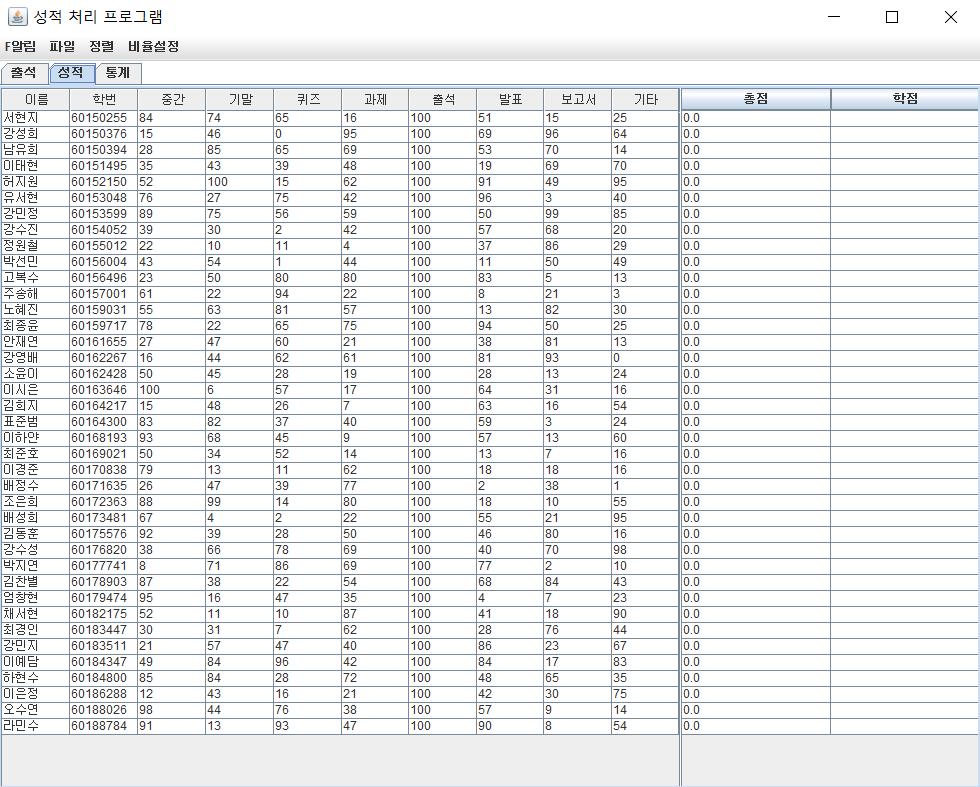 성적 처리 프로그램
F알림 파일 정렬 비율설정
출석 성적 통계
이름 학번 중간 기말 퀴즈 과제 출석 발표 보고서 기타 총점 학점
서현지 60150255 84 74 65 16 100 51 15 25 0.0
강성희 60150376 15 46 0 95 100 69 96 64 0.0
남유희 60150394 28 85 65 69 100 53 70 14 0.0
이태현 60151495 35 43 39 48 100 19 69 70 0.0
허지원 60152150 52 100 15 62 100 91 49 95 0.0
유서현 60153048 76 27 75 42 100 96 3 40 0.0
강민정 60153599 89 75 56 59 100 50 99 85 0.0
강수진 60154052 39 30 2 42 100 57 68 20 0.0
정원철 60155012 22 10 11 4 100 37 86 29 0.0
박선민 60156004 43 54 1 44 100 11 50 49 0.0
고복수 60156496 23 50 80 80 100 83 5 13 0.0
주송해 60157001 61 22 94 22 100 8 21 3 0.0
노혜진 60159031 55 63 81 57 100 13 82 30 0.0
최종윤 60159717 78 22 65 75 100 94 50 25 0.0
안재연 60161655 27 47 60 21 100 38 81 13 0.0
강영배 60162267 16 44 62 61 100 81 93 0 0.0
소윤이 60162428 50 45 28 19 100 28 13 24 0.0
이시은 60163646 100 6 57 17 100 64 31 16 0.0
김희지 60164217 15 48 26 7 100 63 16 54 0.0
표준범 60164300 83 82 37 40 100 59 3 24 0.0
이하얀 60168193 93 68 45 9 100 57 13 60 0.0
최준호 60169021 50 34 52 14 100 13 7 16 0.0
이경준 60170838 79 13 11 62 100 18 18 16 0.0
배정수 60171635 26 47 39 77 100 2 38 1 0.0
조은희 60172363 88 99 14 80 100 18 10 55 0.0
배성희 60173481 67 4 2 22 100 55 21 95 0.0
김동훈 60175576 92 39 28 50 100 46 80 16 0.0
강수성 60176820 38 66 78 69 100 40 70 98 0.0
박지연 60177741 8 71 86 69 100 77 2 10 0.0
김찬별 60178903 87 38 22 54 100 68 84 43 0.0
엄창현 60179474 95 16 47 35 100 4 7 23 0.0
채서현 60182175 52 11 10 87 100 41 18 90 0.0
최경인 60183447 30 31 7 62 100 28 76 44 0.0
강민지 60183511 21 57 47 40 100 86 23 67 0.0
이예담 60184347 49 84 96 42 100 84 17 83 0.0
하현수 60184800 85 84 28 72 100 48 65 35 0.0
이은정 60186288 12 43 16 21 100 42 30 75 0.0
오수연 60188026 98 44 76 38 100 57 9 14 0.0
라민수 60188784 91 13 93 47 100 90 8 54 0.0